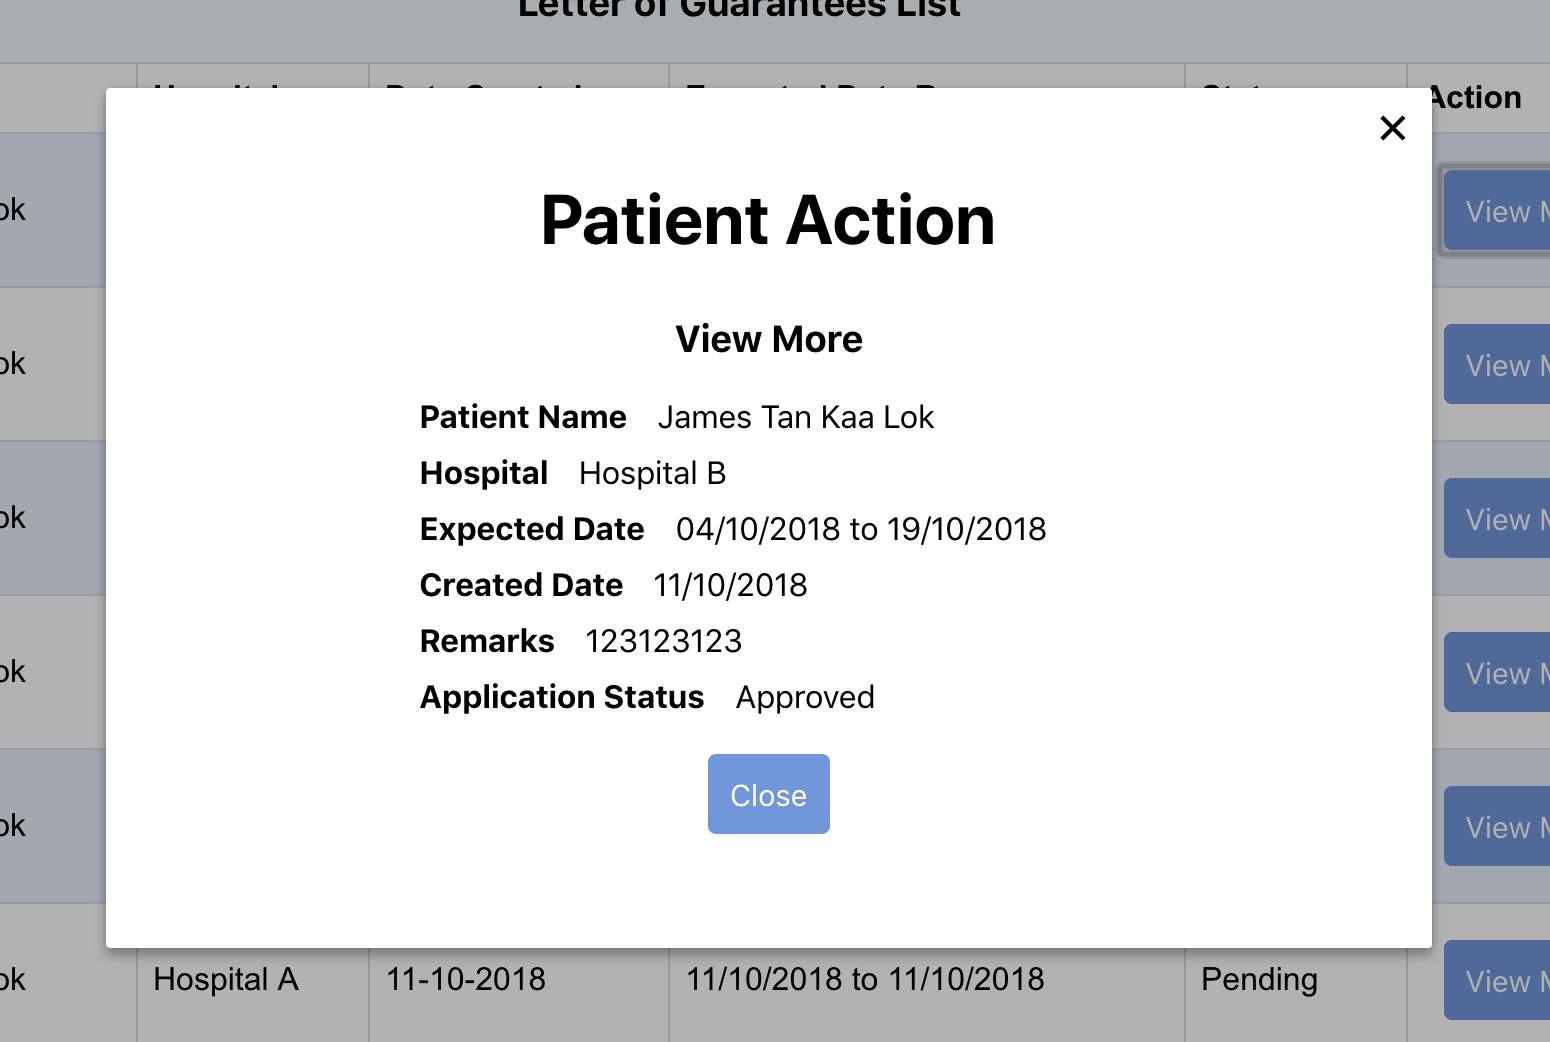 Letter of Guarantees List
Action
Patient Action
View More
Patient Name James Tan Kaa Lok
Hospital Hospital B
Expected Date 04/10/2018 to 19/10/2018
Created Date 11/10/2018
Remarks 123123123
Application Status Approved
Close
ok
View M
ok
View M
ok
View M
ok
View M
ok
View M
ok Hospital A 11-10-2018 11/10/2018 to 11/10/2018 Pending View M